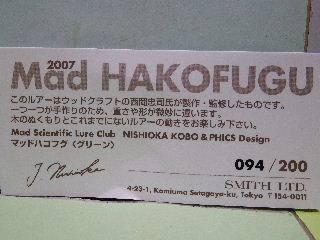 2007
Mad HAKOFUGU
このルアーはウッドクラフトの西岡忠司氏が製作・監修したものです。
一つ一つが手作りのため、重さや形が微妙に違います。
木のぬくもりとこれまでにないルアーの動きをお楽しみ下さい。
Mad Scientific Lure Club NISHIOKA KOBO & PHICS Design
マッドハコフグ〈グリーン〉
094 / 200
SMITH LTD.
4-23-1, Kamiuma Setagaya-ku, Tokyo 〒154-0011